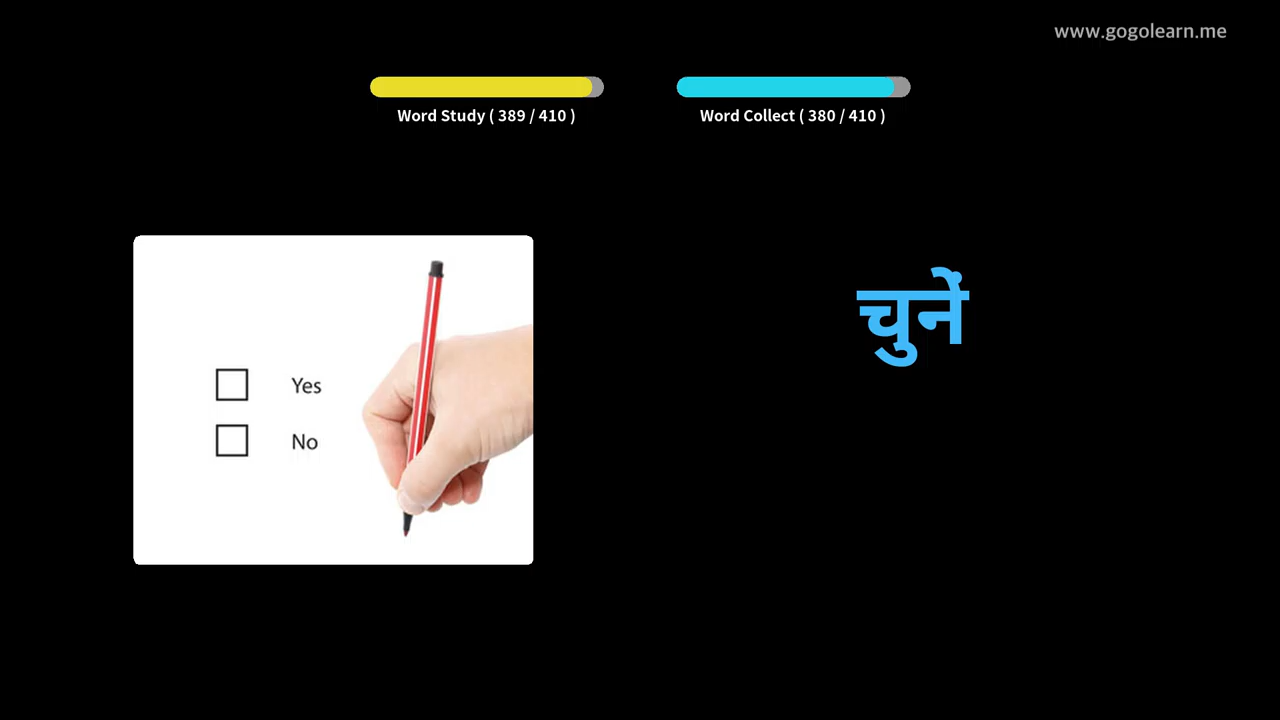 www.gogolearn.me
Word Study ( 389 / 410 )
Word Collect ( 380 / 410 )
चुनें
Yes
No